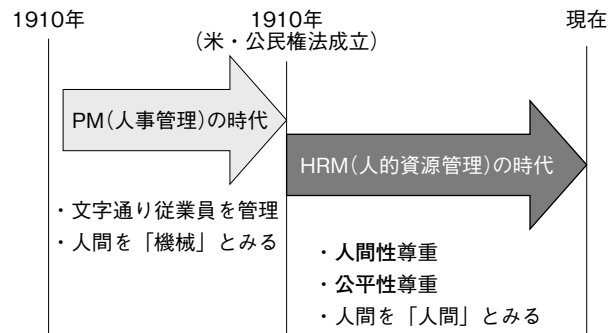 1910年
1910年
(米・公民権法成立)
現在
PM(人事管理)の時代
HRM(人的資源管理)の時代
・文字通り従業員を管理
・人間を「機械」とみる
・人間性尊重
・公平性尊重
・人間を「人間」とみる